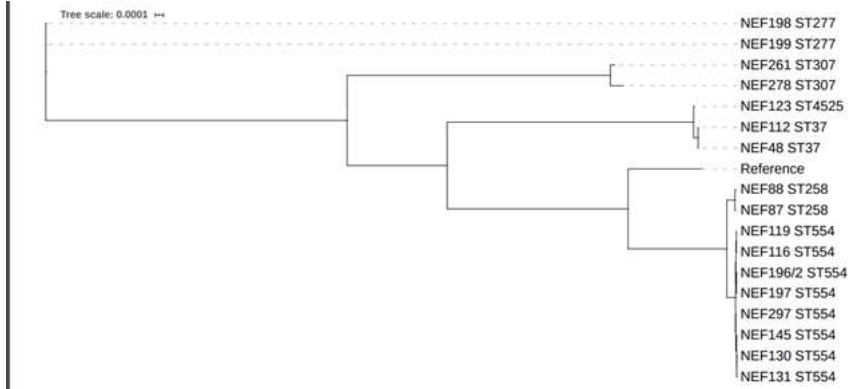 Tree scale: 0.0001
NEF198 ST277
NEF199 ST277
NEF261 ST307
NEF278 ST307
NEF123 ST4525
NEF112 ST37
NEF48 ST37
Reference
NEF88 ST258
NEF87 ST258
NEF119 ST554
NEF116 ST554
NEF196/2 ST554
NEF197 ST554
NEF297 ST554
NEF145 ST554
NEF130 ST554
NEF131 ST554